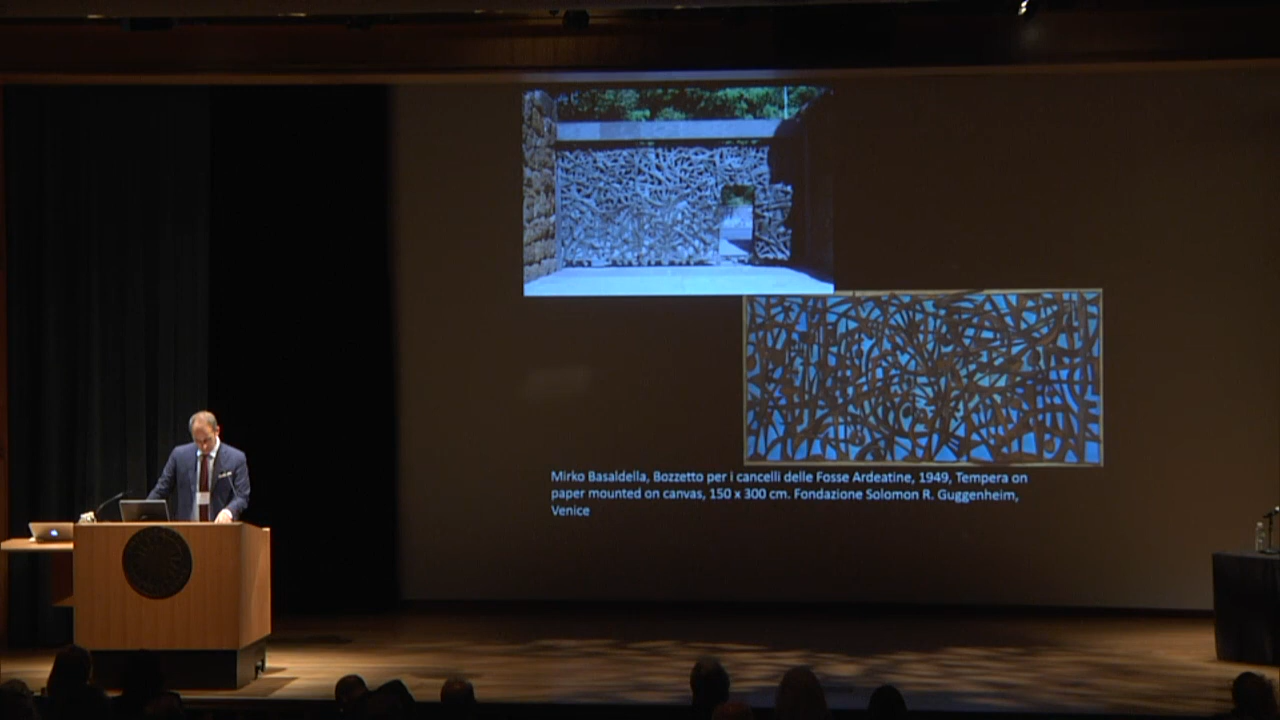 Mirko Basaldella, Bozzetto per i cancelli delle Fosse Ardeatine, 1949, Tempera on
paper mounted on canvas, 150 x 300 cm. Fondazione Solomon R. Guggenheim,
Venice